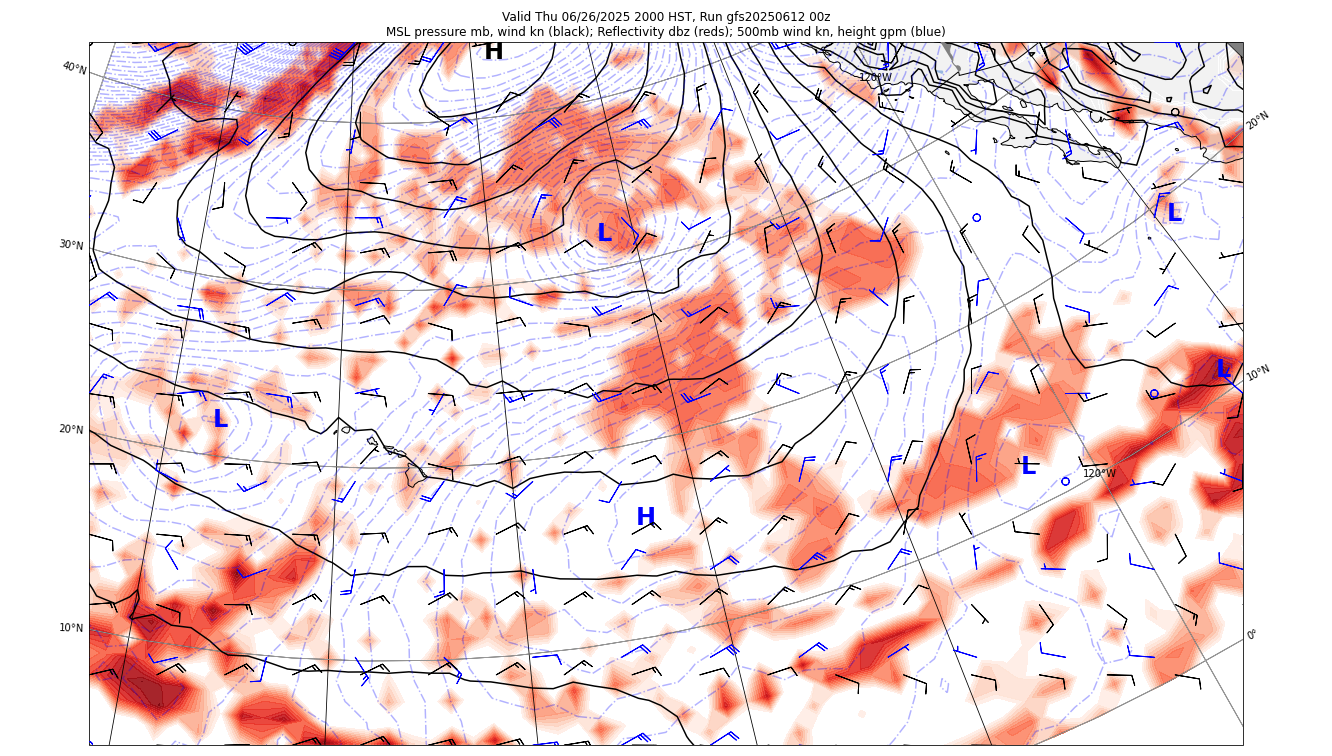 Valid Thu 06/26/2025 2000 HST, Run gfs20250612 00z
MSL pressure mb, wind kn (black); Reflectivity dbz (reds); 500mb wind kn, height gpm (blue)
H
40°N
120°W
20°N
L
L
30°N
L
10°N
L
20°N
L
120°W
H
10°N
0°